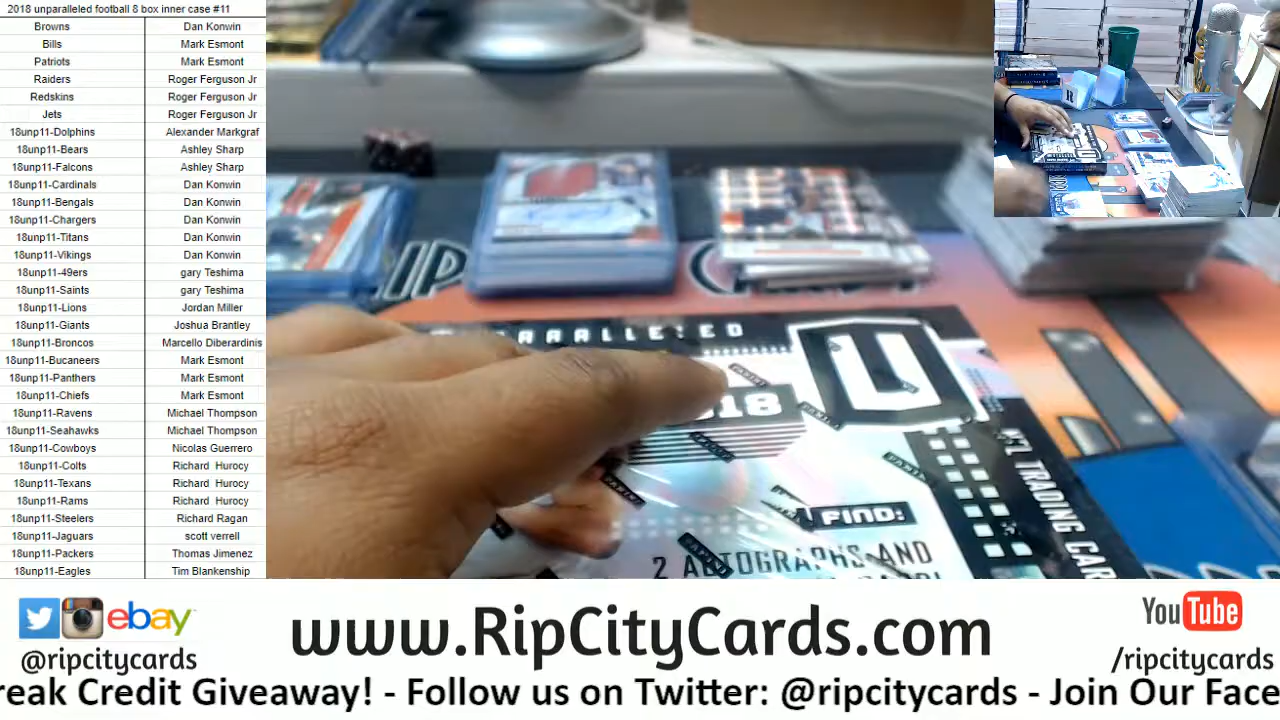 2018 unparalleled football 8 box inner case #11
Browns Dan Konwin
Bills Mark Esmont
Patriots Mark Esmont
Raiders Roger Ferguson Jr
Redskins Roger Ferguson Jr
Jets Roger Ferguson Jr
18unp11-Dolphins Alexander Markgraf
18unp11-Bears Ashley Sharp
18unp11-Falcons Ashley Sharp
18unp11-Cardinals Dan Konwin
18unp11-Bengals Dan Konwin
18unp11-Chargers Dan Konwin
18unp11-Titans Dan Konwin
18unp11-Vikings Dan Konwin
18unp11-49ers gary Teshima
18unp11-Saints gary Teshima
18unp11-Lions Jordan Miller
18unp11-Giants Joshua Brantley
18unp11-Broncos Marcello Diberardinis
18unp11-Bucaneers Mark Esmont
18unp11-Panthers Mark Esmont
18unp11-Chiefs Mark Esmont
18unp11-Ravens Michael Thompson
18unp11-Seahawks Michael Thompson
18unp11-Cowboys Nicolas Guerrero
18unp11-Colts Richard Hurocy
18unp11-Texans Richard Hurocy
18unp11-Rams Richard Hurocy
18unp11-Steelers Richard Ragan
18unp11-Jaguars scott verrell
18unp11-Packers Thomas Jimenez
18unp11-Eagles Tim Blankenship
U
18
PANINI
NFL TRADING CAR
FIND:
2 AUTOGRAPHS AND
ebay
@ripcitycards
www.RipCityCards.com
YouTube
/ripcitycards
reak Credit Giveaway! - Follow us on Twitter: @ripcitycards - Join Our Face